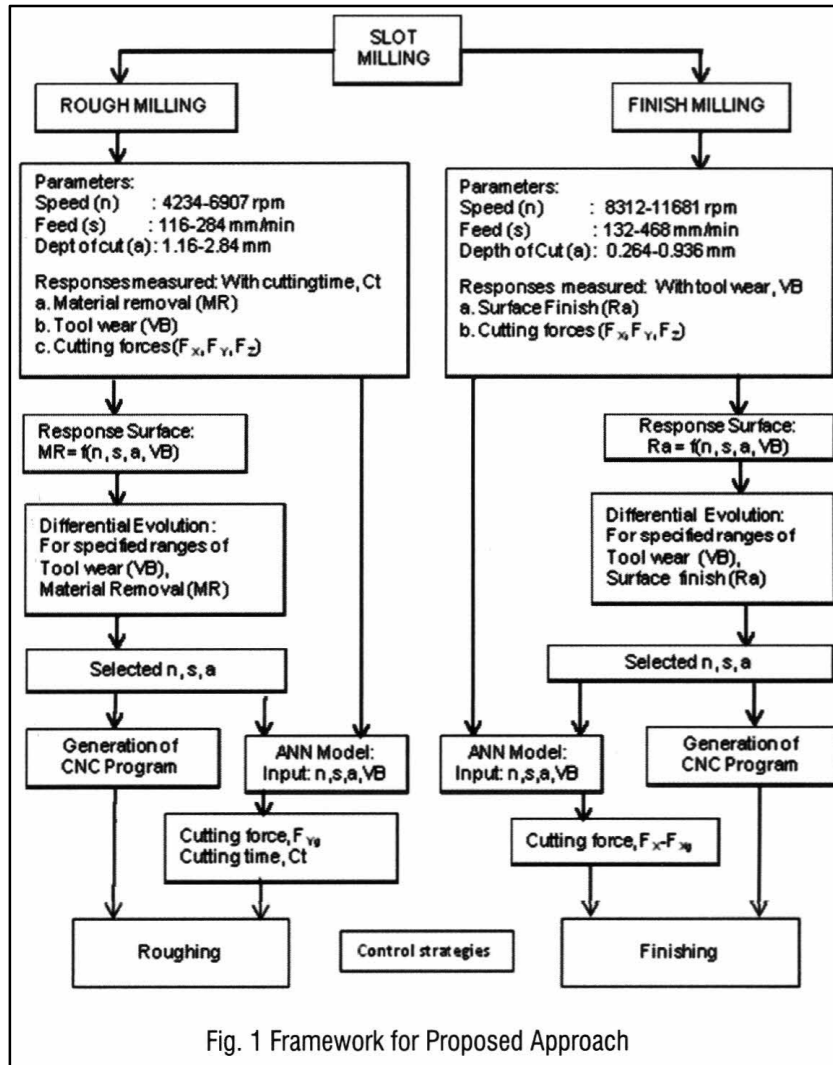 SLOT
MILLING
ROUGH MILLING
Parameters:
Speed (n) : 4234-6907 rpm
Feed (s) : 116-284 mm/min
Dept of cut (a) : 1.16-2.84 mm
Responses measured: With cutting time, Ct
a. Material removal (MR)
b. Tool wear (VB)
c. Cutting forces (FX, FY, FZ)
Response Surface:
MR = f(n, s, a, VB)
Differential Evolution:
For specified ranges of
Tool wear (VB),
Material Removal (MR)
Selected n, s, a
Generation of
CNC Program
ANN Model:
Input: n,s,a,VB
Cutting force, FYg
Cutting time, Ct
Roughing
FINISH MILLING
Parameters:
Speed (n) : 8312-11681 rpm
Feed (s) : 132-468 mm/min
Depth of Cut (a) : 0.264-0.936 mm
Responses measured: With tool wear, VB
a. Surface Finish (Ra)
b. Cutting forces (FX, FY, FZ)
Response Surface:
Ra = f(n, s, a, VB)
Differential Evolution:
For specified ranges of
Tool wear (VB),
Surface finish (Ra)
Selected n, s, a
ANN Model:
Input: n,s,a,VB
Generation of
CNC Program
Cutting force, FX-FXg
Finishing
Control strategies
Fig. 1 Framework for Proposed Approach